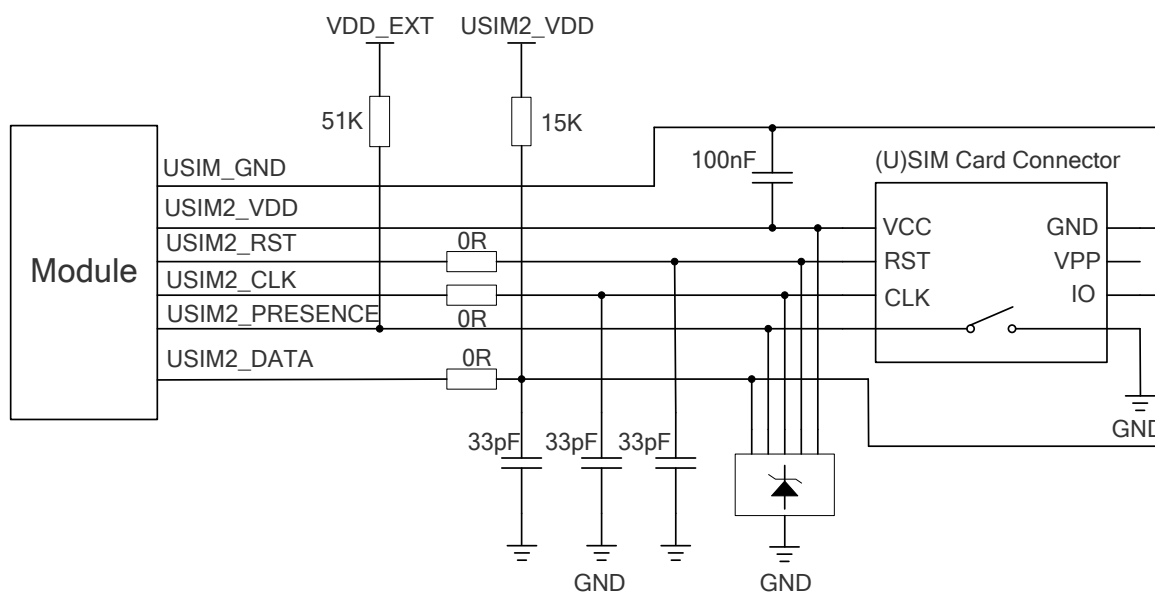 VDD_EXT USIM2_VDD
51K 15K
USIM_GND
100nF
(U)SIM Card Connector
USIM2_VDD
VCC GND
USIM2_RST
0R
RST VPP
Module
USIM2_CLK
CLK IO
USIM2_PRESENCE
0R
USIM2_DATA
0R
GND
33pF 33pF 33pF
GND GND